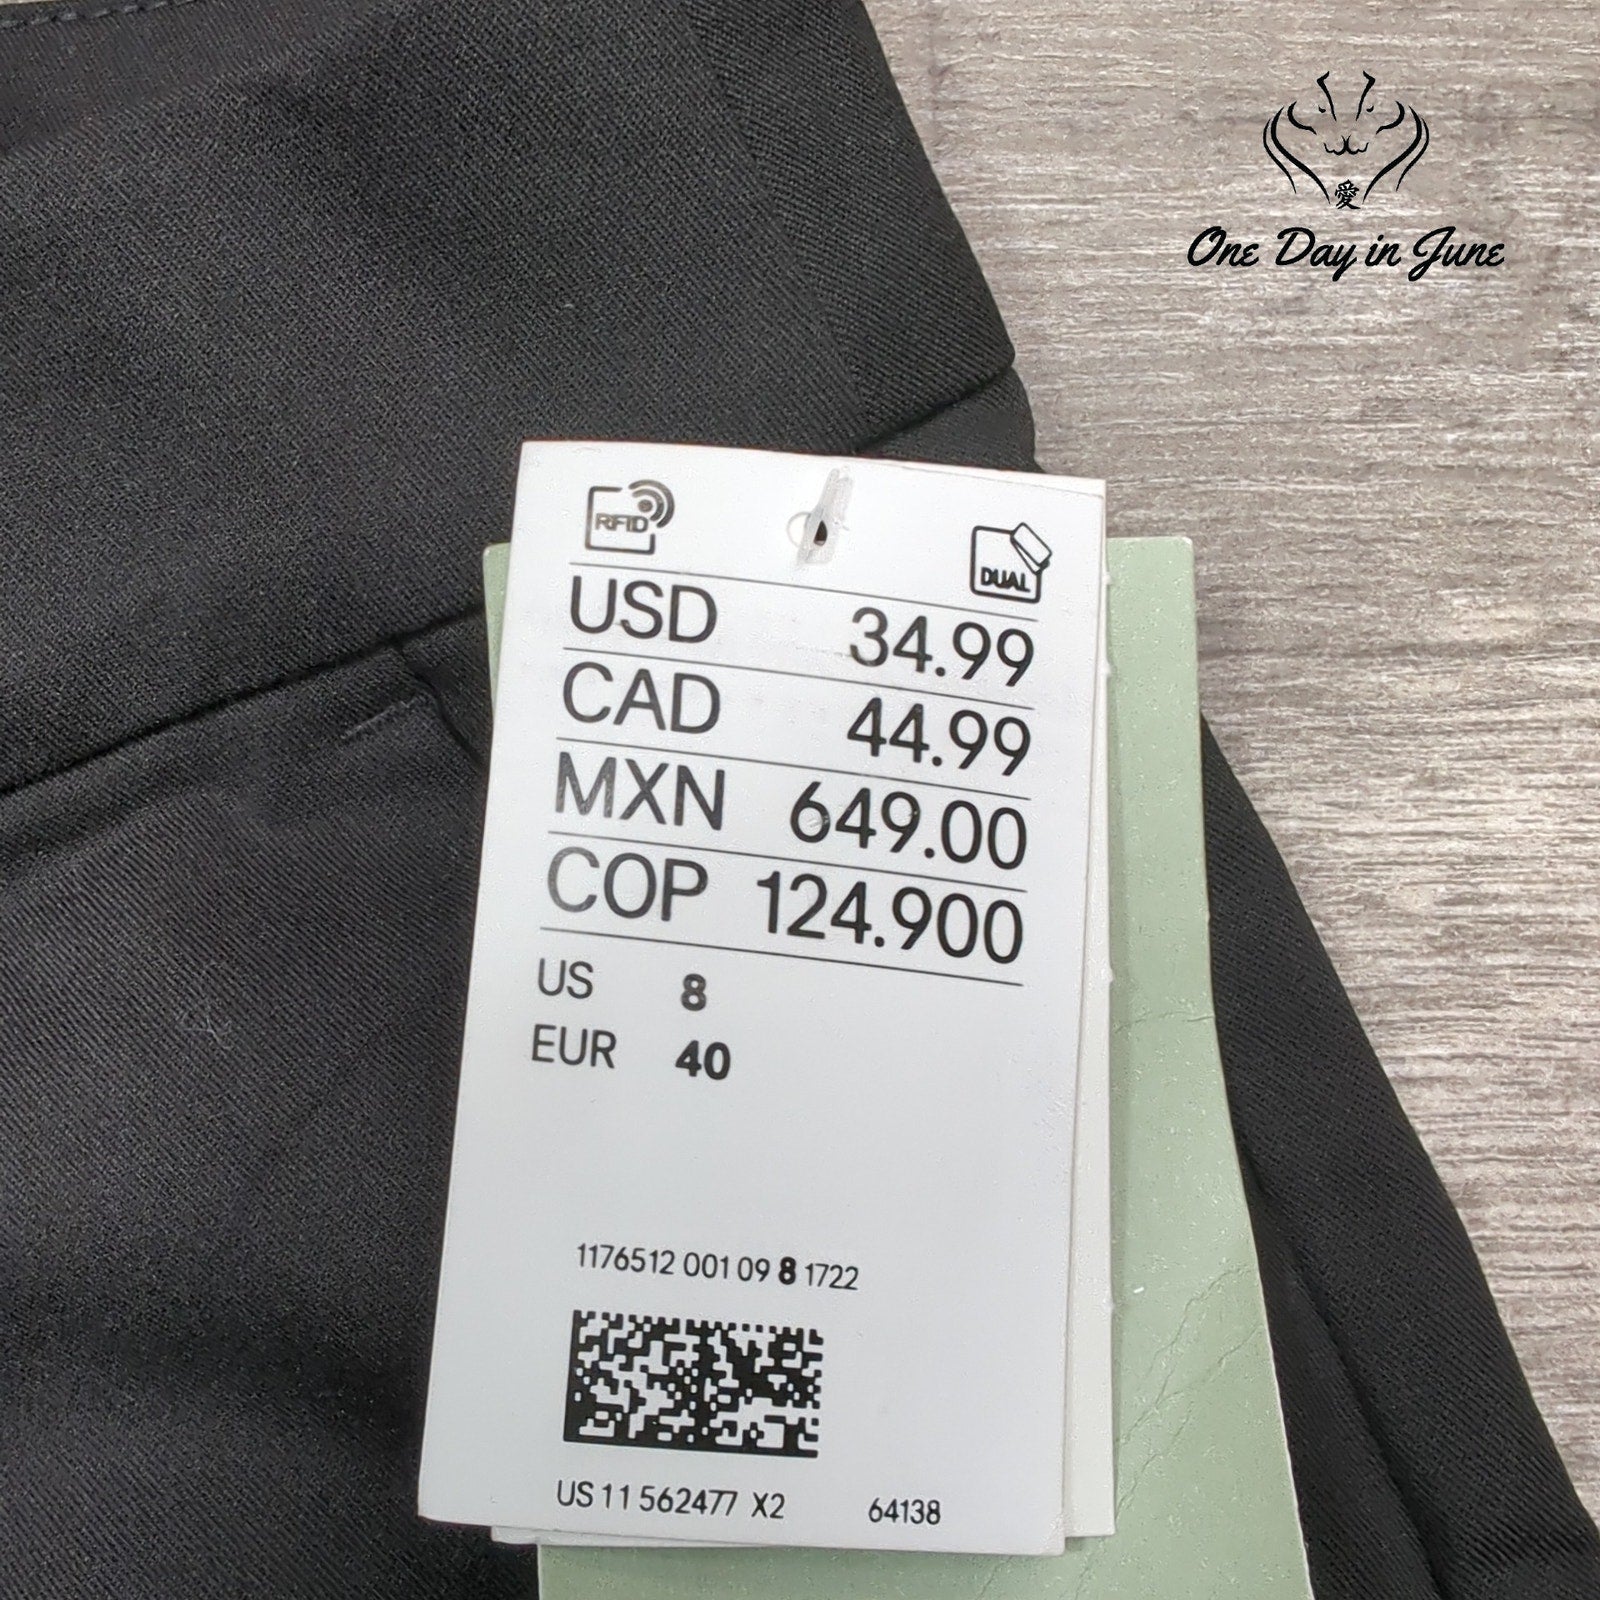 愛
One Day in June
RFID
DUAL
USD 34.99
CAD 44.99
MXN 649.00
COP 124.900
US 8
EUR 40
1176512 001 09 8 1722
US 11 562477 X2 64138